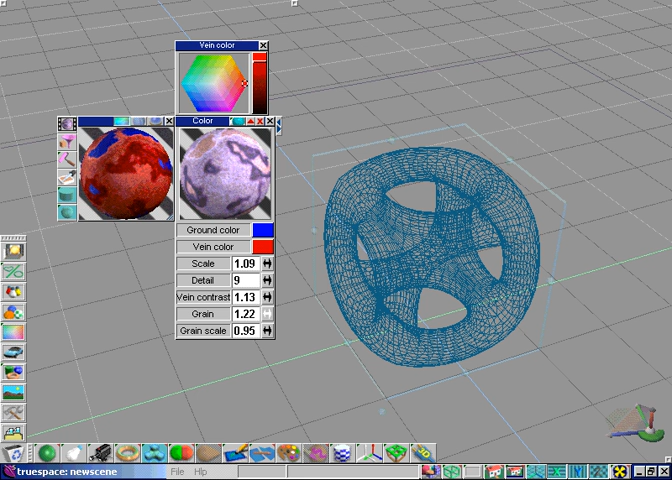 Vein color
Color
Ground color
Vein color
Scale 1.09
Detail 9
Vein contrast 1.13
Grain 1.22
Grain scale 0.95
truespace: newscene File Hlp